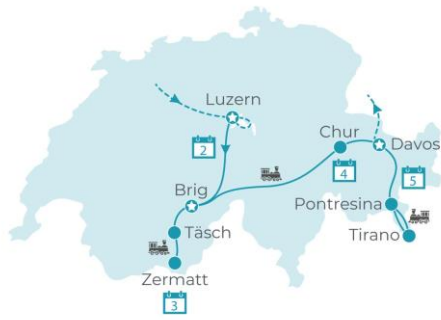 Luzern
2
Chur
Davos
4
5
Brig
Pontresina
Täsch
Tirano
Zermatt
3